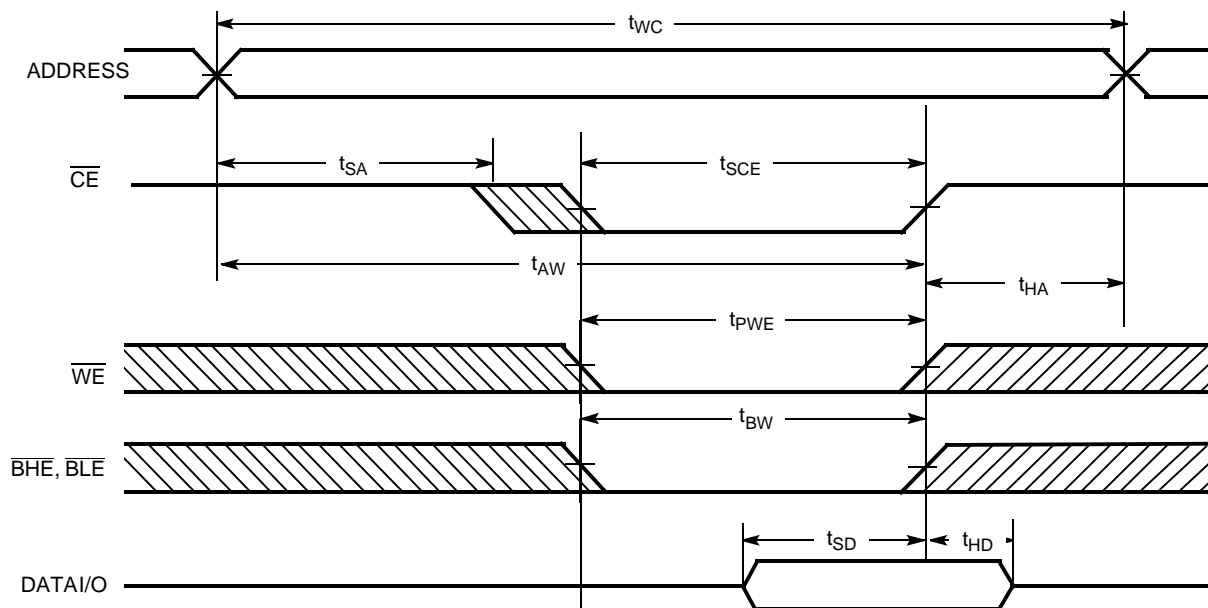 tWC
ADDRESS
tSA
tSCE
CE
tAW
tHA
tPWE
WE
tBW
BHE, BLE
tSD
tHD
DATAI/O